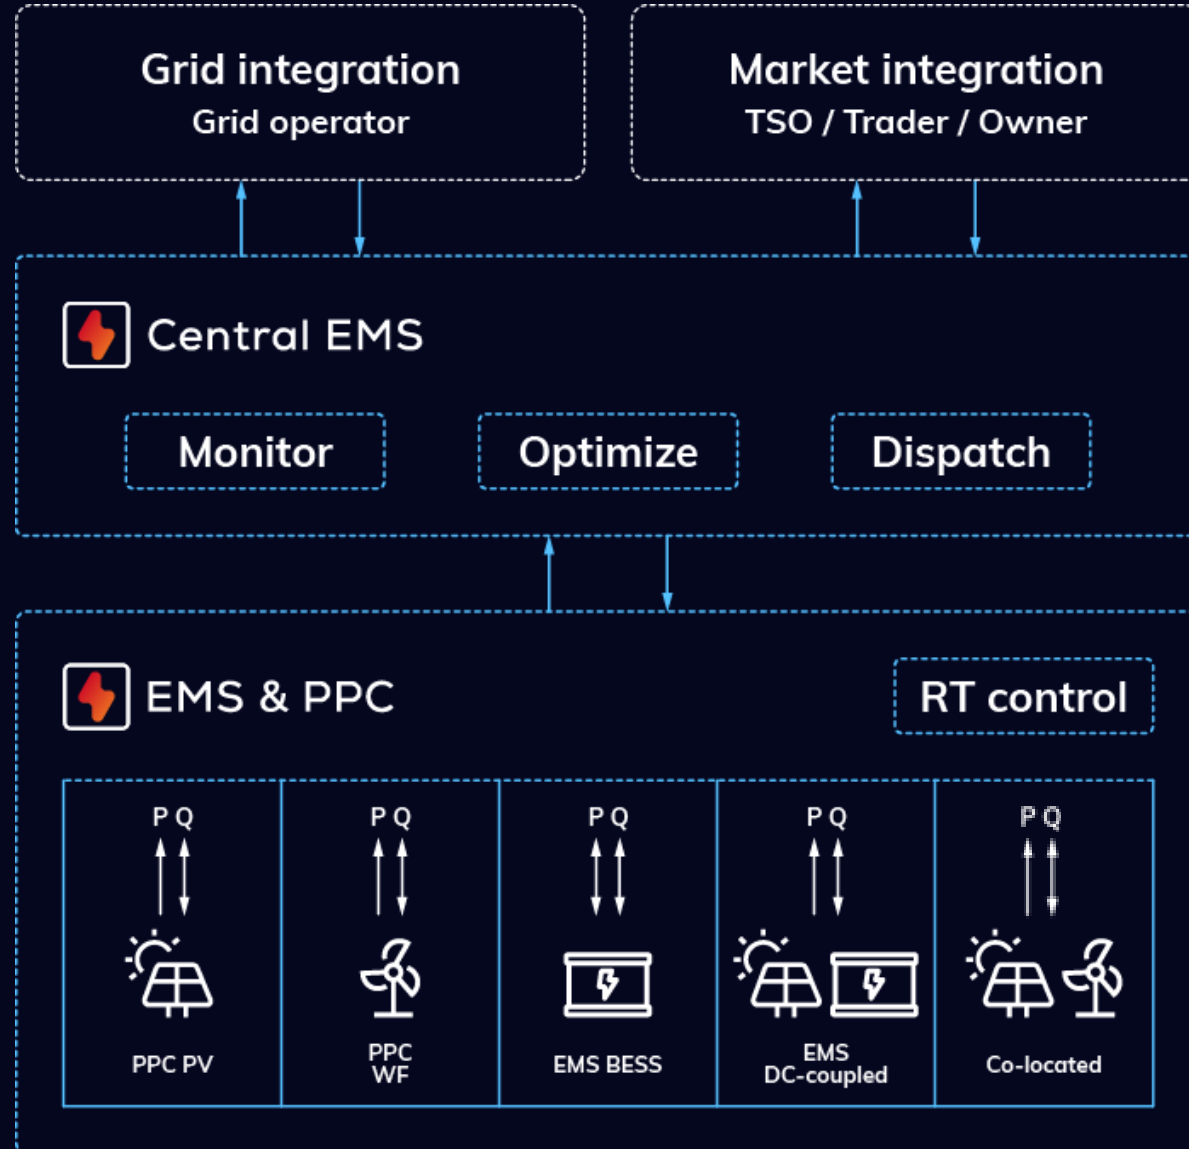 Grid integration
Grid operator
Market integration
TSO / Trader / Owner
Central EMS
Monitor
Optimize
Dispatch
EMS & PPC
RT control
P Q
P Q
P Q
P Q
P Q
PPC PV
PPC
WF
EMS BESS
EMS
DC-coupled
Co-located